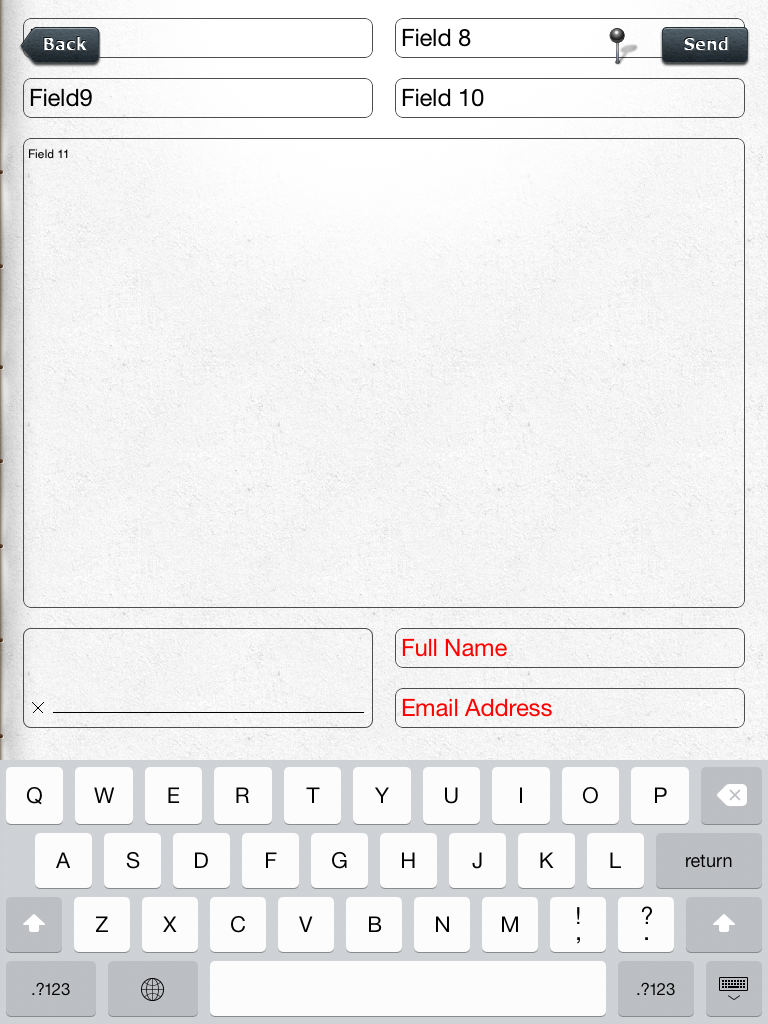 Back
Field 8
Send
Field9
Field 10
Field 11
Full Name
Email Address
Q W E R T Y U I O P
A S D F G H J K L return
Z X C V B N M ! , ? .
.?123 .?123